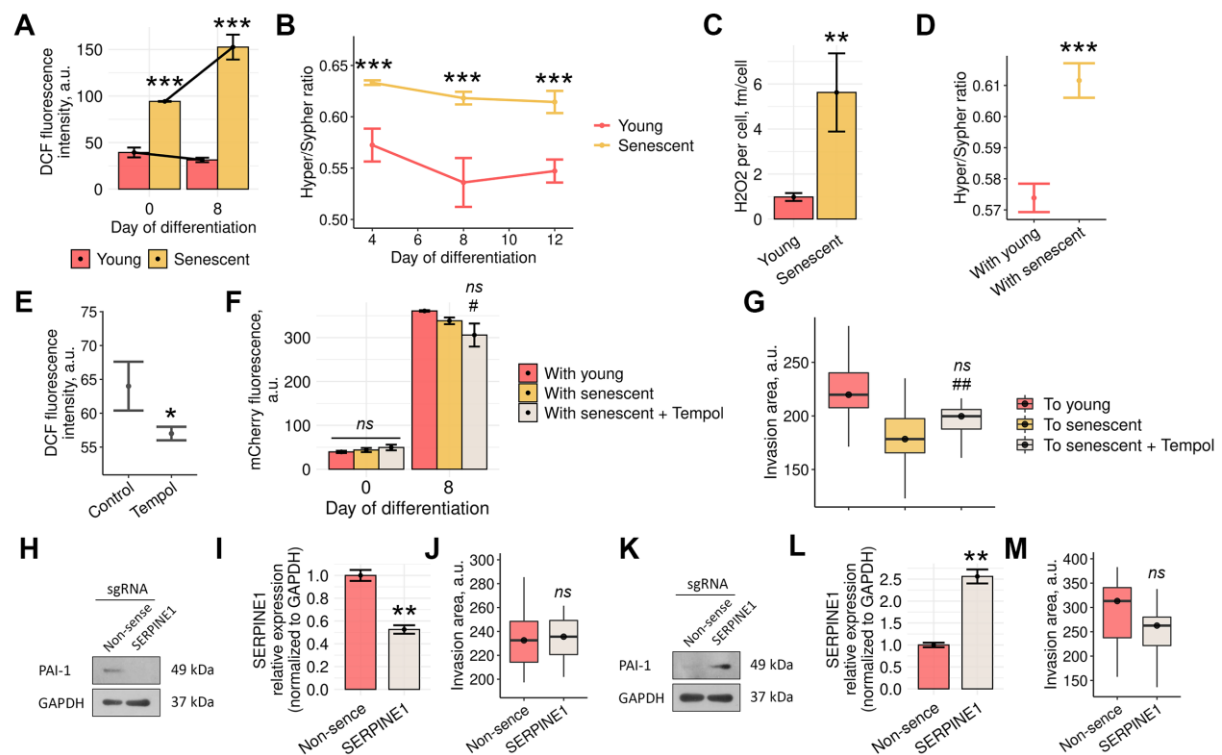 A
DCF fluorescence
intensity, a.u.
150
100
50
0
***
***
0
8
Day of differentiation
Young
Senescent
B
Hyper/Sypher ratio
0.65
0.60
0.55
0.50
***
***
***
4
6
8
10
12
Day of differentiation
Young
Senescent
C
H2O2 per cell, fm/cell
6
4
2
0
**
Young
Senescent
D
Hyper/Sypher ratio
0.61
0.60
0.59
0.58
0.57
***
With young
With senescent
E
DCF fluorescence
intensity, a.u.
75
70
65
60
55
*
Control
Tempol
F
mCherry fluorescence,
a.u.
300
200
100
0
ns
ns
#
0
8
Day of differentiation
With young
With senescent
With senescent + Tempol
G
Invasion area, a.u.
250
200
150
ns
##
To young
To senescent
To senescent + Tempol
H
sgRNA
Non-sense
SERPINE1
PAI-1
49 kDa
GAPDH
37 kDa
I
SERPINE1
relative expression
(normalized to GAPDH)
1.0
0.8
0.6
0.4
0.2
0.0
**
Non-sence
SERPINE1
J
Invasion area, a.u.
300
280
260
240
220
200
ns
Non-sence
SERPINE1
K
sgRNA
Non-sense
SERPINE1
PAI-1
49 kDa
GAPDH
37 kDa
L
SERPINE1
relative expression
(normalized to GAPDH)
2.5
2.0
1.5
1.0
0.5
0.0
**
Non-sence
SERPINE1
M
Invasion area, a.u.
400
350
300
250
200
150
ns
Non-sence
SERPINE1